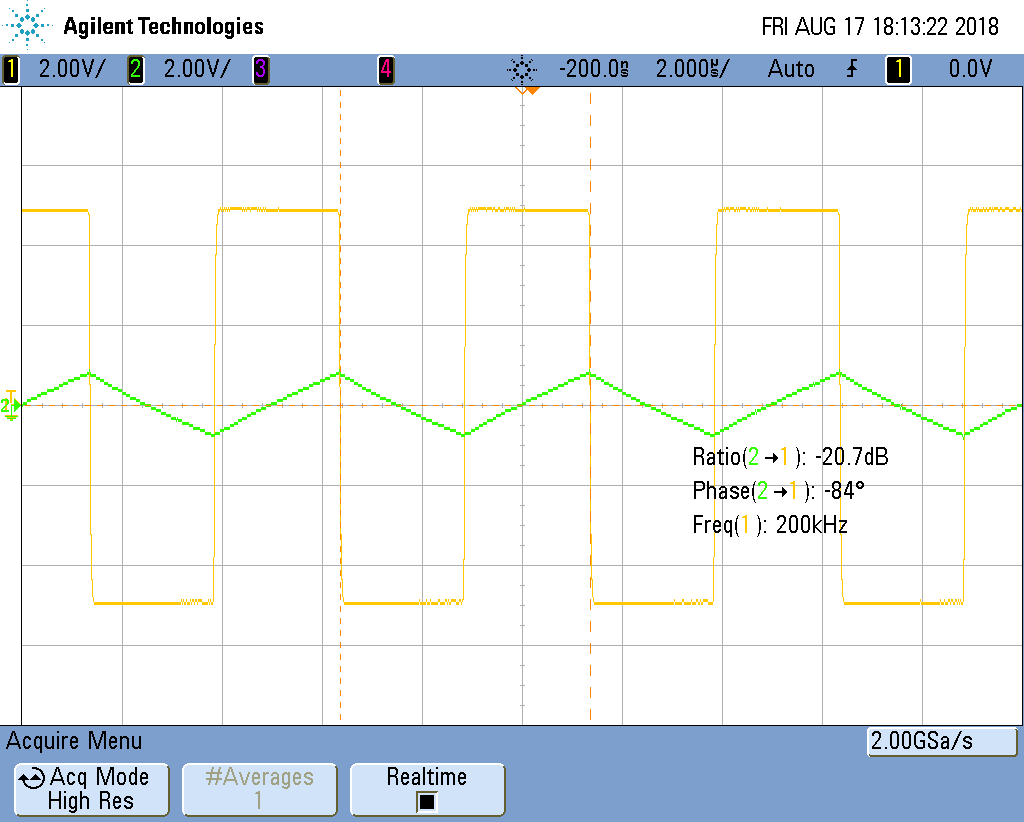 Agilent Technologies FRI AUG 17 18:13:22 2018
1 2.00V/ 2 2.00V/ 3 4 -200.0ns 2.000us/ Auto 1 0.0V
2
Ratio(2→1): -20.7dB
Phase(2→1): -84°
Freq(1): 200kHz
Acquire Menu 2.00GSa/s
Acq Mode #Averages Realtime
High Res 1